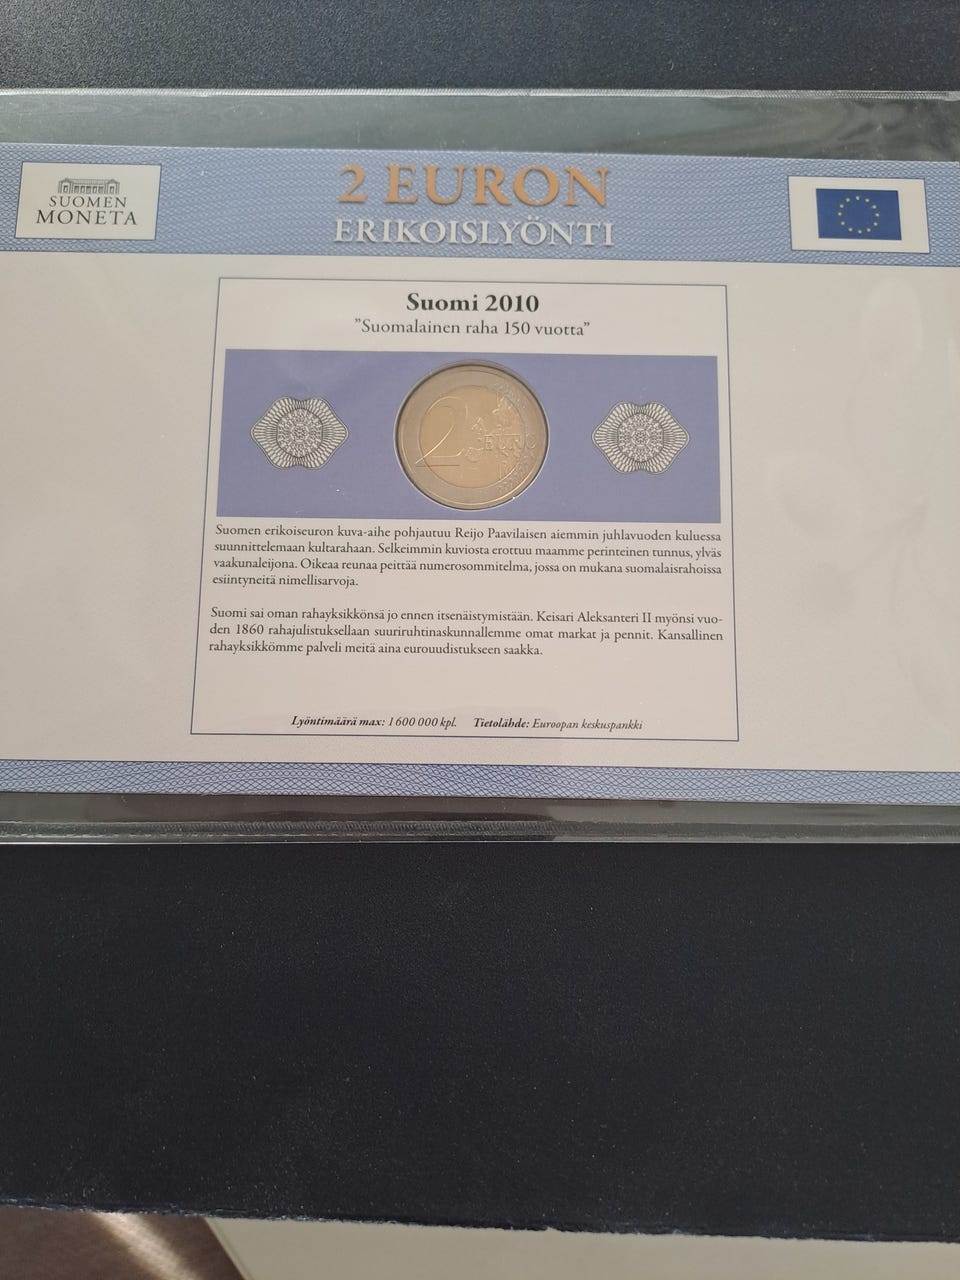 SUOMEN
MONETA
2 EURON
ERIKOISLYÖNTI
Suomi 2010
"Suomalainen raha 150 vuotta"
2 EURO
Suomen erikoiseuron kuva-aihe pohjautuu Reijo Paavilaisen aiemmin juhlavuoden kuluessa
suunnittelemaan kultarahaan. Selkeimmin kuviosta erottuu maamme perinteinen tunnus, ylväs
vaakunaleijona. Oikeaa reunaa peittää numerosommitelma, jossa on mukana suomalaisrahoissa
esiintyneitä nimellisarvoja.
Suomi sai oman rahayksikkönsä jo ennen itsenäistymistään. Keisari Aleksanteri II myönsi vuo-
den 1860 rahajulistuksellaan suuriruhtinaskunnallemme omat markat ja pennit. Kansallinen
rahayksikkömme palveli meitä aina eurouudistukseen saakka.
Lyöntimäärä max: 1 600 000 kpl. Tietolähde: Euroopan keskuspankki